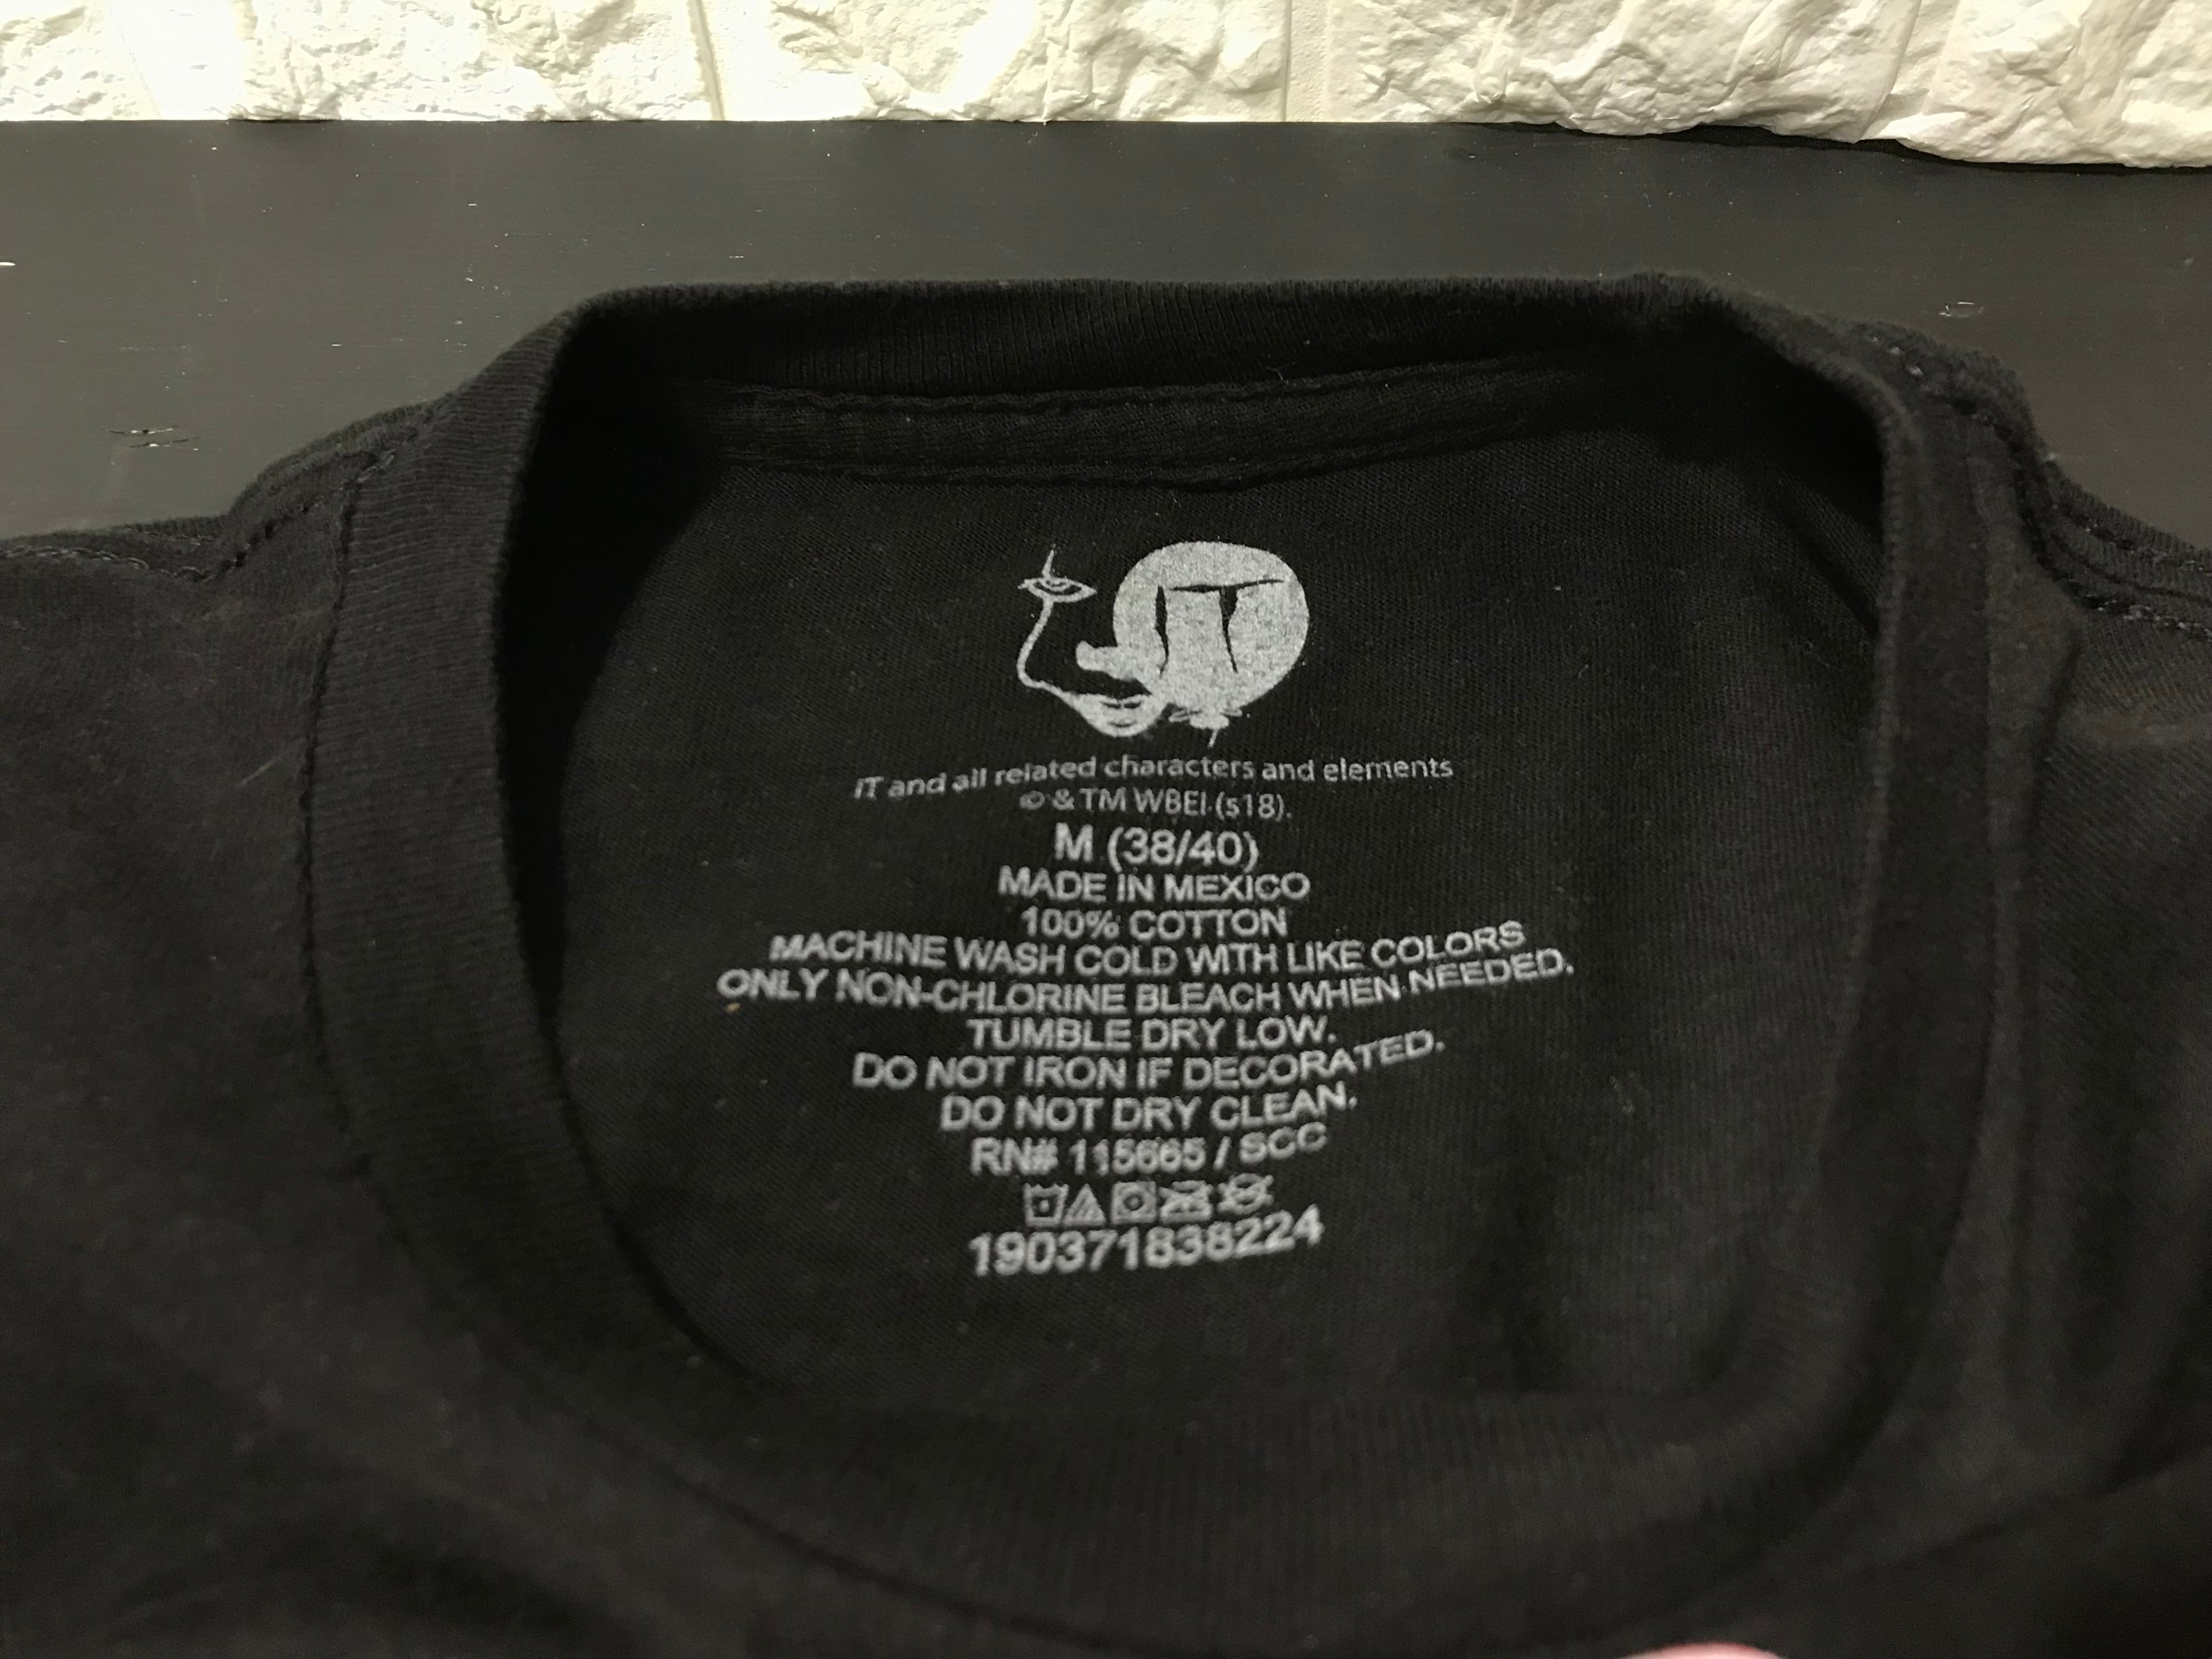 IT
IT and all related characters and elements
© & TM WBEI (s18).
M (38/40)
MADE IN MEXICO
100% COTTON
MACHINE WASH COLD WITH LIKE COLORS
ONLY NON-CHLORINE BLEACH WHEN NEEDED.
TUMBLE DRY LOW.
DO NOT IRON IF DECORATED.
DO NOT DRY CLEAN.
RN# 115665 / SCC
190371838224